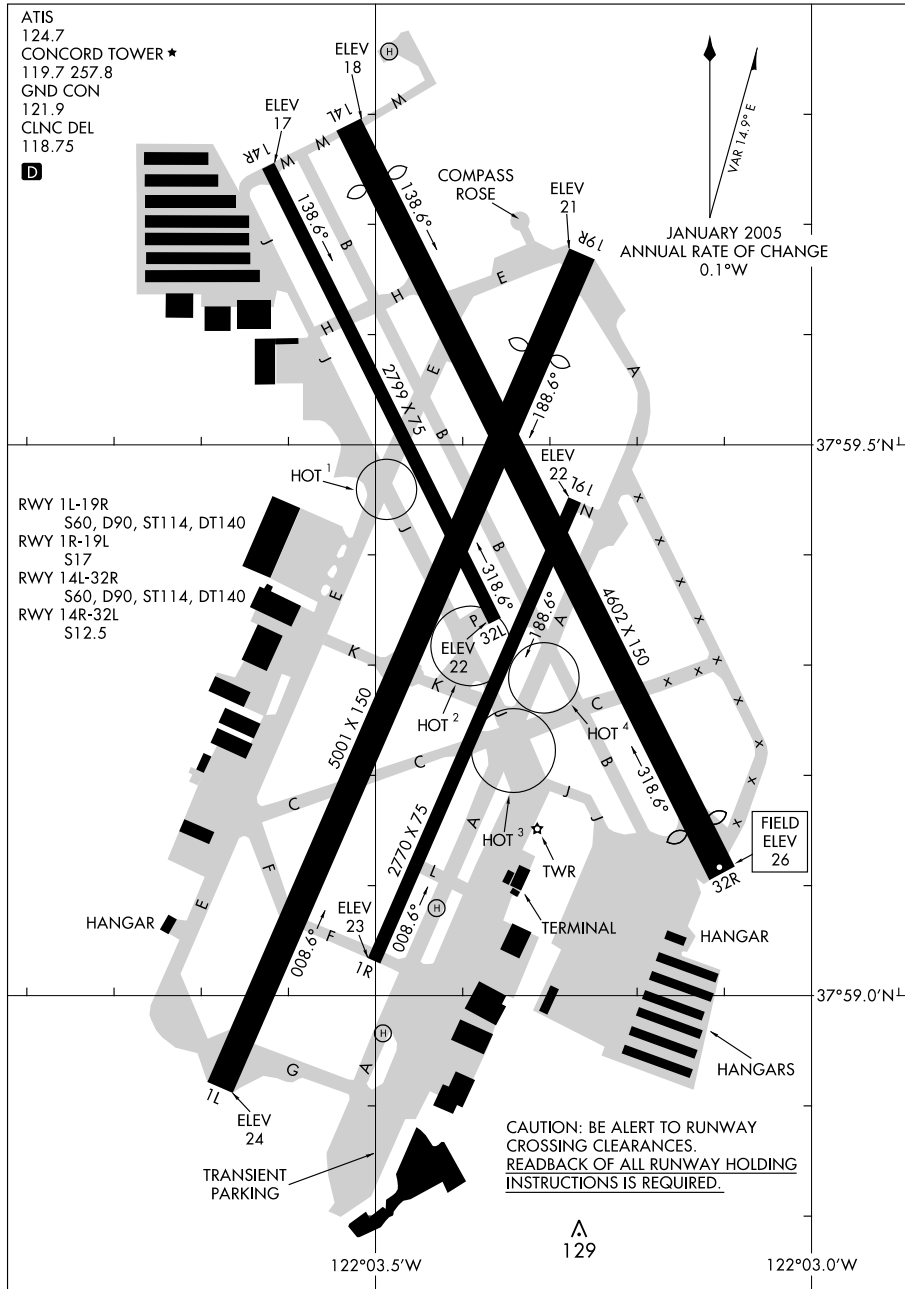 ATIS
124.7
CONCORD TOWER ★
119.7 257.8
GND CON
121.9
CLNC DEL
118.75
D
ELEV
18
H
ELEV
17
14R
14L
W
W
W
138.6°
138.6°
COMPASS
ROSE
ELEV
21
19R
VAR 14.9° E
JANUARY 2005
ANNUAL RATE OF CHANGE
0.1°W
J
B
H
H
E
J
E
B
A
2799 X 75
188.6°
37°59.5'N
ELEV
22
19L
N
HOT 1
J
B
RWY 1L-19R
S60, D90, ST114, DT140
RWY 1R-19L
S17
RWY 14L-32R
S60, D90, ST114, DT140
RWY 14R-32L
S12.5
E
318.6°
188.6°
P
32L
ELEV
22
A
4602 X 150
x
x
x
x
x
x
x
x
x
x
K
K
HOT 2
J
C
HOT 4
5001 X 150
C
C
B
318.6°
HOT 3
J
J
A
2770 X 75
TWR
FIELD
ELEV
26
32R
F
L
008.6°
H
TERMINAL
HANGAR
E
008.6°
F
ELEV
23
1R
HANGAR
37°59.0'N
H
G
A
HANGARS
1L
ELEV
24
TRANSIENT
PARKING
CAUTION: BE ALERT TO RUNWAY
CROSSING CLEARANCES.
READBACK OF ALL RUNWAY HOLDING
INSTRUCTIONS IS REQUIRED.
129
122°03.5'W
122°03.0'W